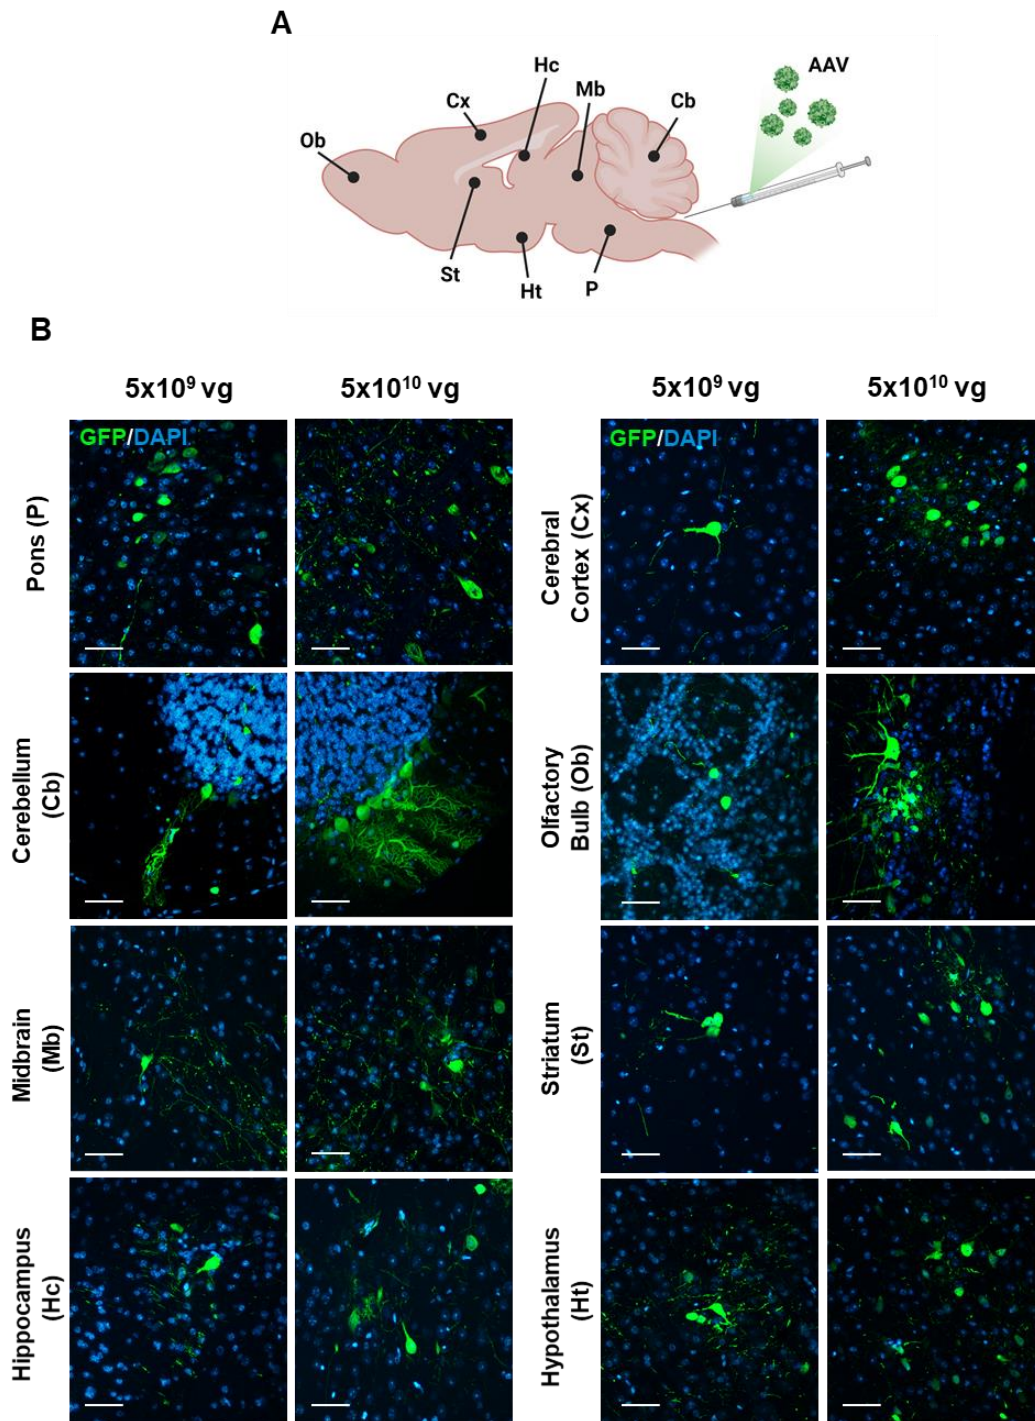 A
Hc
AAV
Mb
Cx
Cb
Ob
St
Ht
P
B
5x10⁹ vg
5x10¹⁰ vg
5x10⁹ vg
5x10¹⁰ vg
GFP/DAPI
GFP/DAPI
Pons (P)
Cerebral
Cortex (Cx)
Cerebellum
(Cb)
Olfactory
Bulb (Ob)
Midbrain
(Mb)
Striatum
(St)
Hippocampus
(Hc)
Hypothalamus
(Ht)